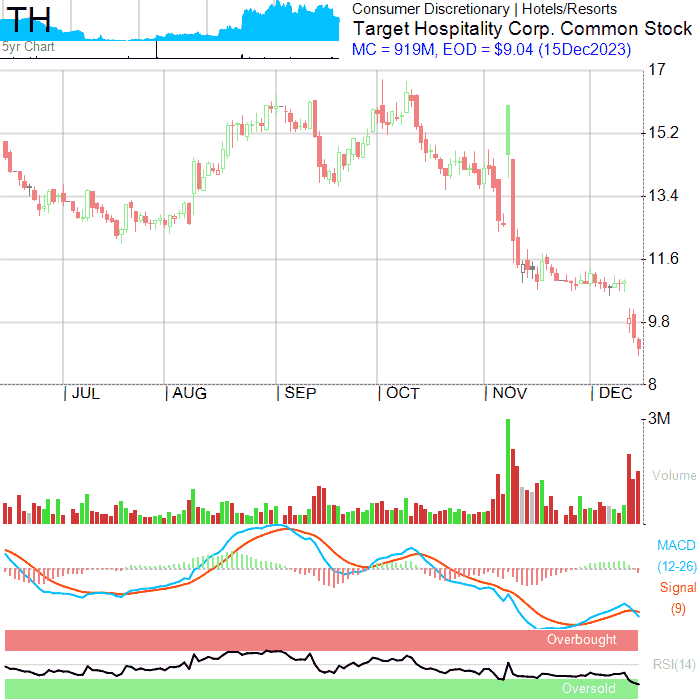 TH
5yr Chart
Consumer Discretionary | Hotels/Resorts
Target Hospitality Corp. Common Stock
MC = 919M, EOD = $9.04 (15Dec2023)
17
15.2
13.4
11.6
9.8
8
JUL AUG SEP OCT NOV DEC
3M
Volume
MACD
(12-26)
Signal
(9)
Overbought
RSI(14)
Oversold